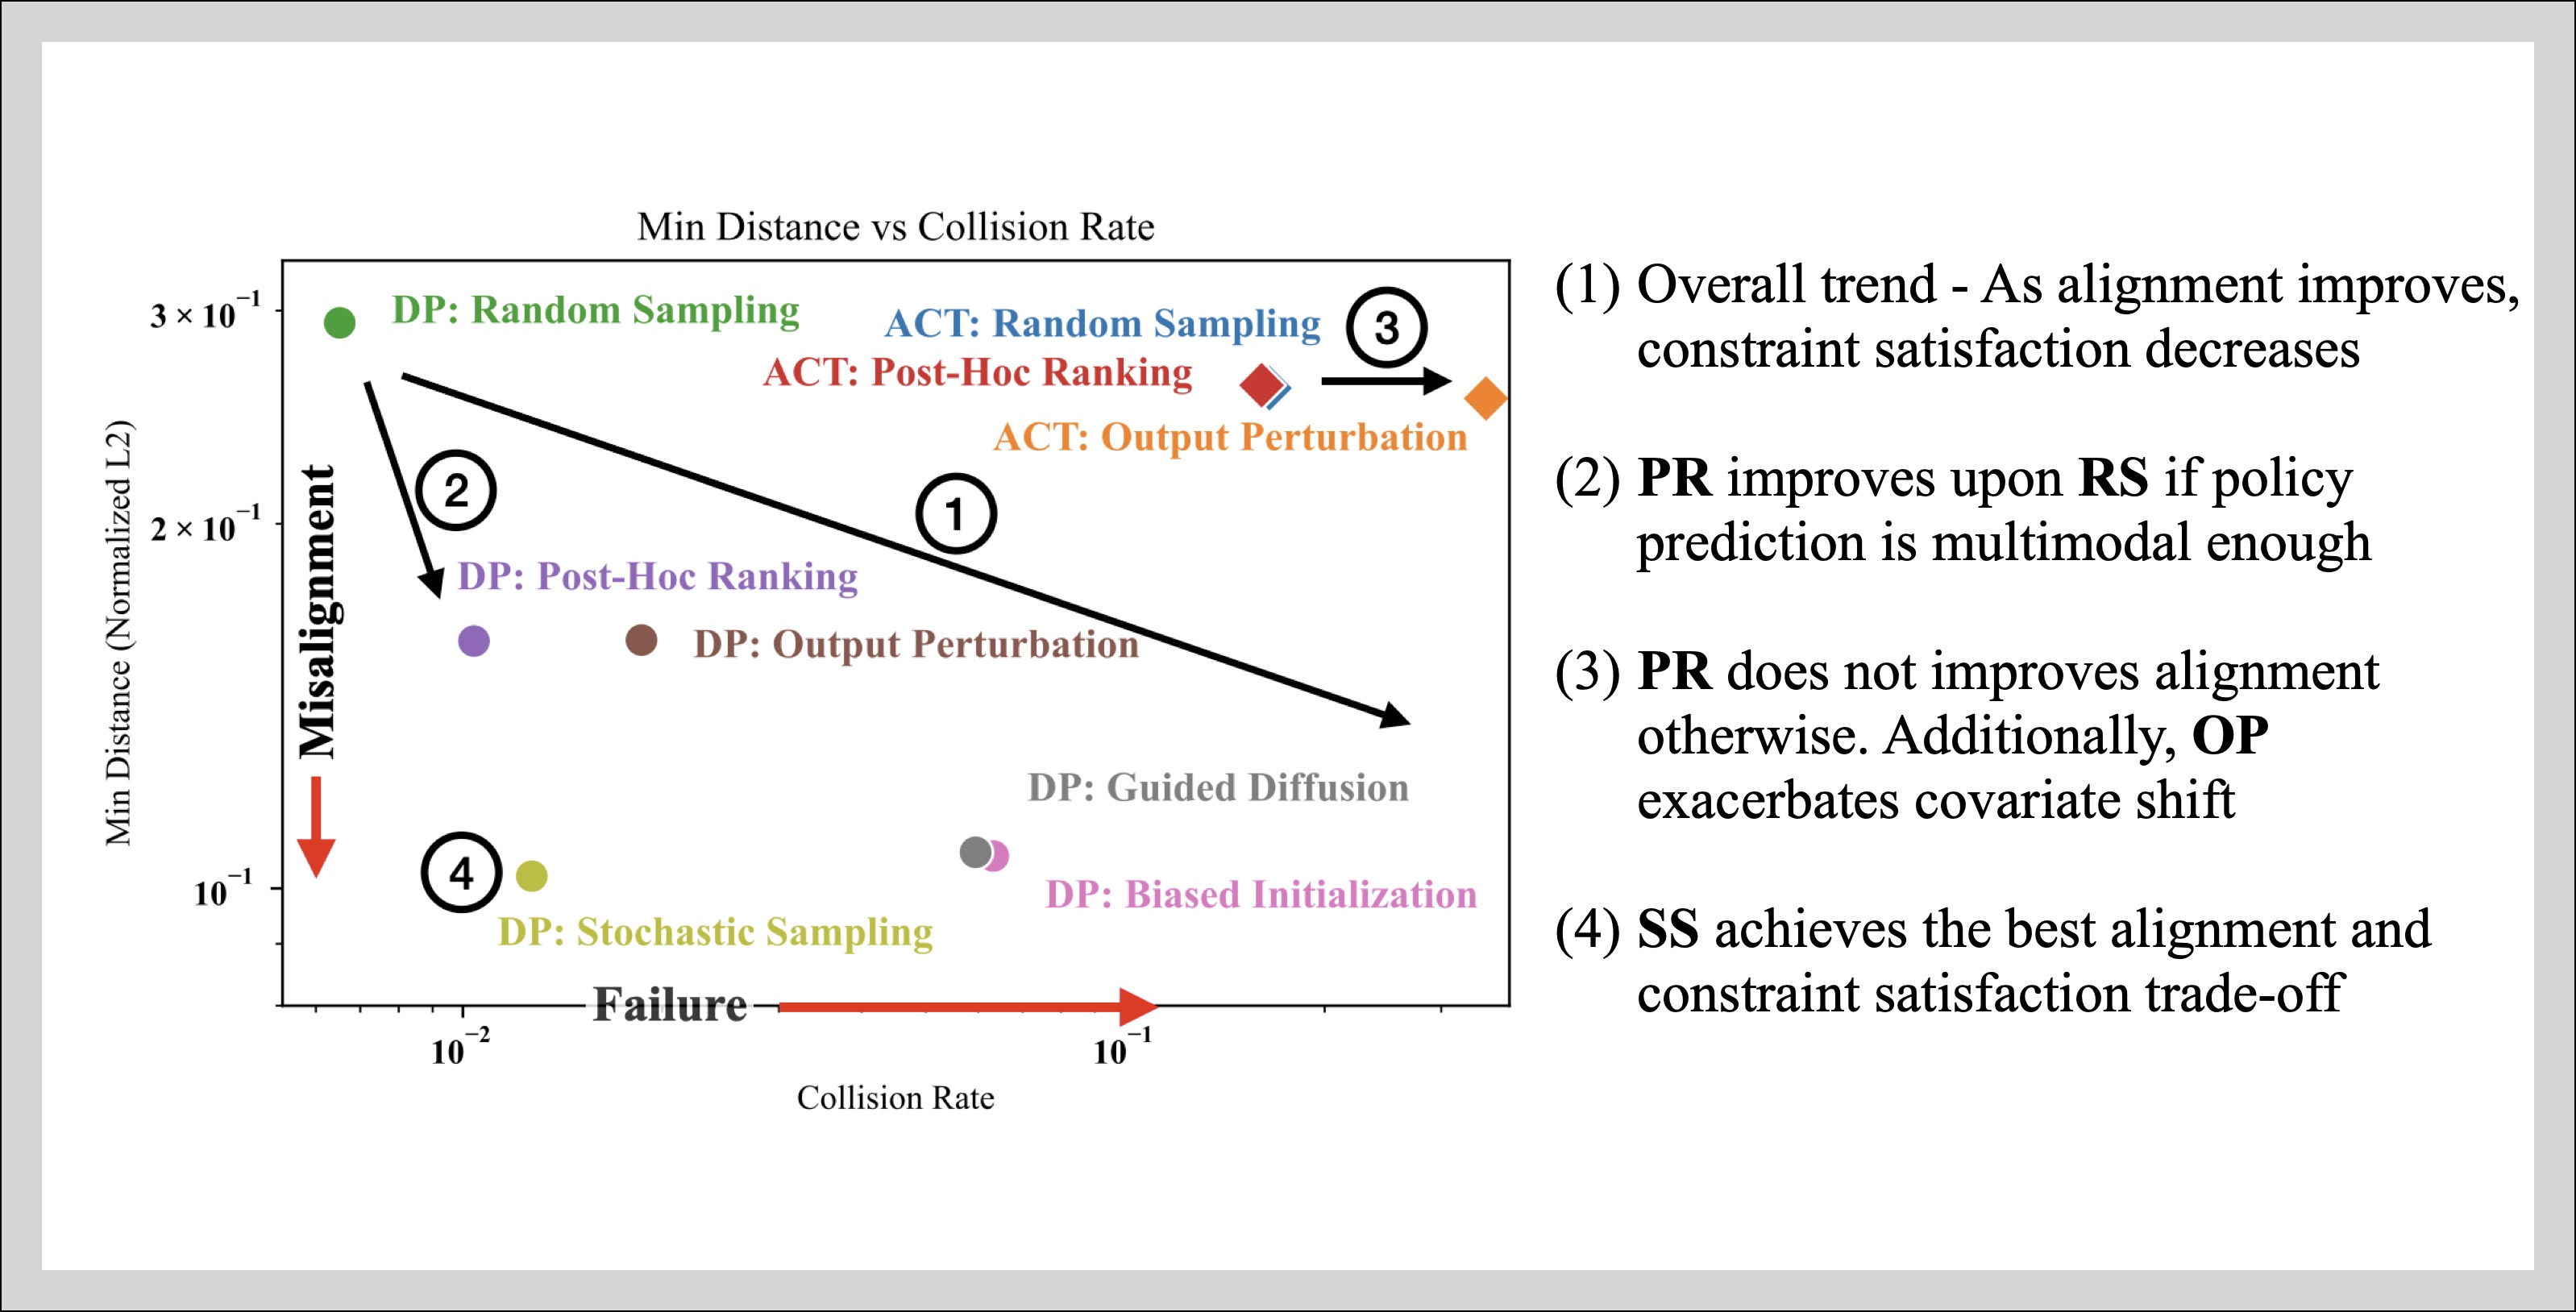 Min Distance vs Collision Rate
Min Distance (Normalized L2)
3 × 10⁻¹
2 × 10⁻¹
10⁻¹
Misalignment
DP: Random Sampling
ACT: Random Sampling
3
ACT: Post-Hoc Ranking
ACT: Output Perturbation
2
1
DP: Post-Hoc Ranking
DP: Output Perturbation
DP: Guided Diffusion
4
DP: Biased Initialization
DP: Stochastic Sampling
Failure
10⁻²
10⁻¹
Collision Rate
(1) Overall trend - As alignment improves,
constraint satisfaction decreases
(2) PR improves upon RS if policy
prediction is multimodal enough
(3) PR does not improves alignment
otherwise. Additionally, OP
exacerbates covariate shift
(4) SS achieves the best alignment and
constraint satisfaction trade-off